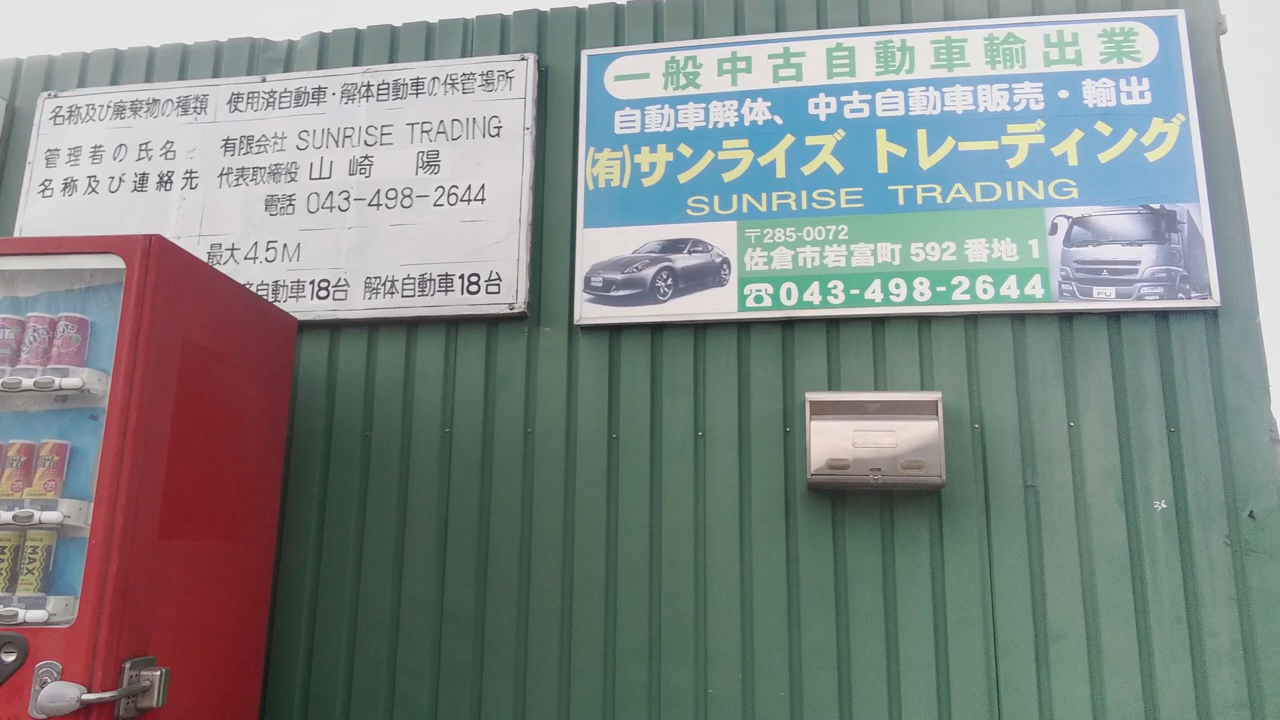 名称及び廃棄物の種類 使用済自動車・解体自動車の保管場所
管理者の氏名 有限会社 SUNRISE TRADING
名称及び連絡先 代表取締役 山崎 陽
電話 043-498-2644
最大4.5M
自動車18台 解体自動車18台
一般中古自動車輸出業
自動車解体、中古自動車販売・輸出
(有)サンライズ トレーディング
SUNRISE TRADING
〒285-0072
佐倉市岩富町 592 番地 1
☎043-498-2644
FU
36
MAX